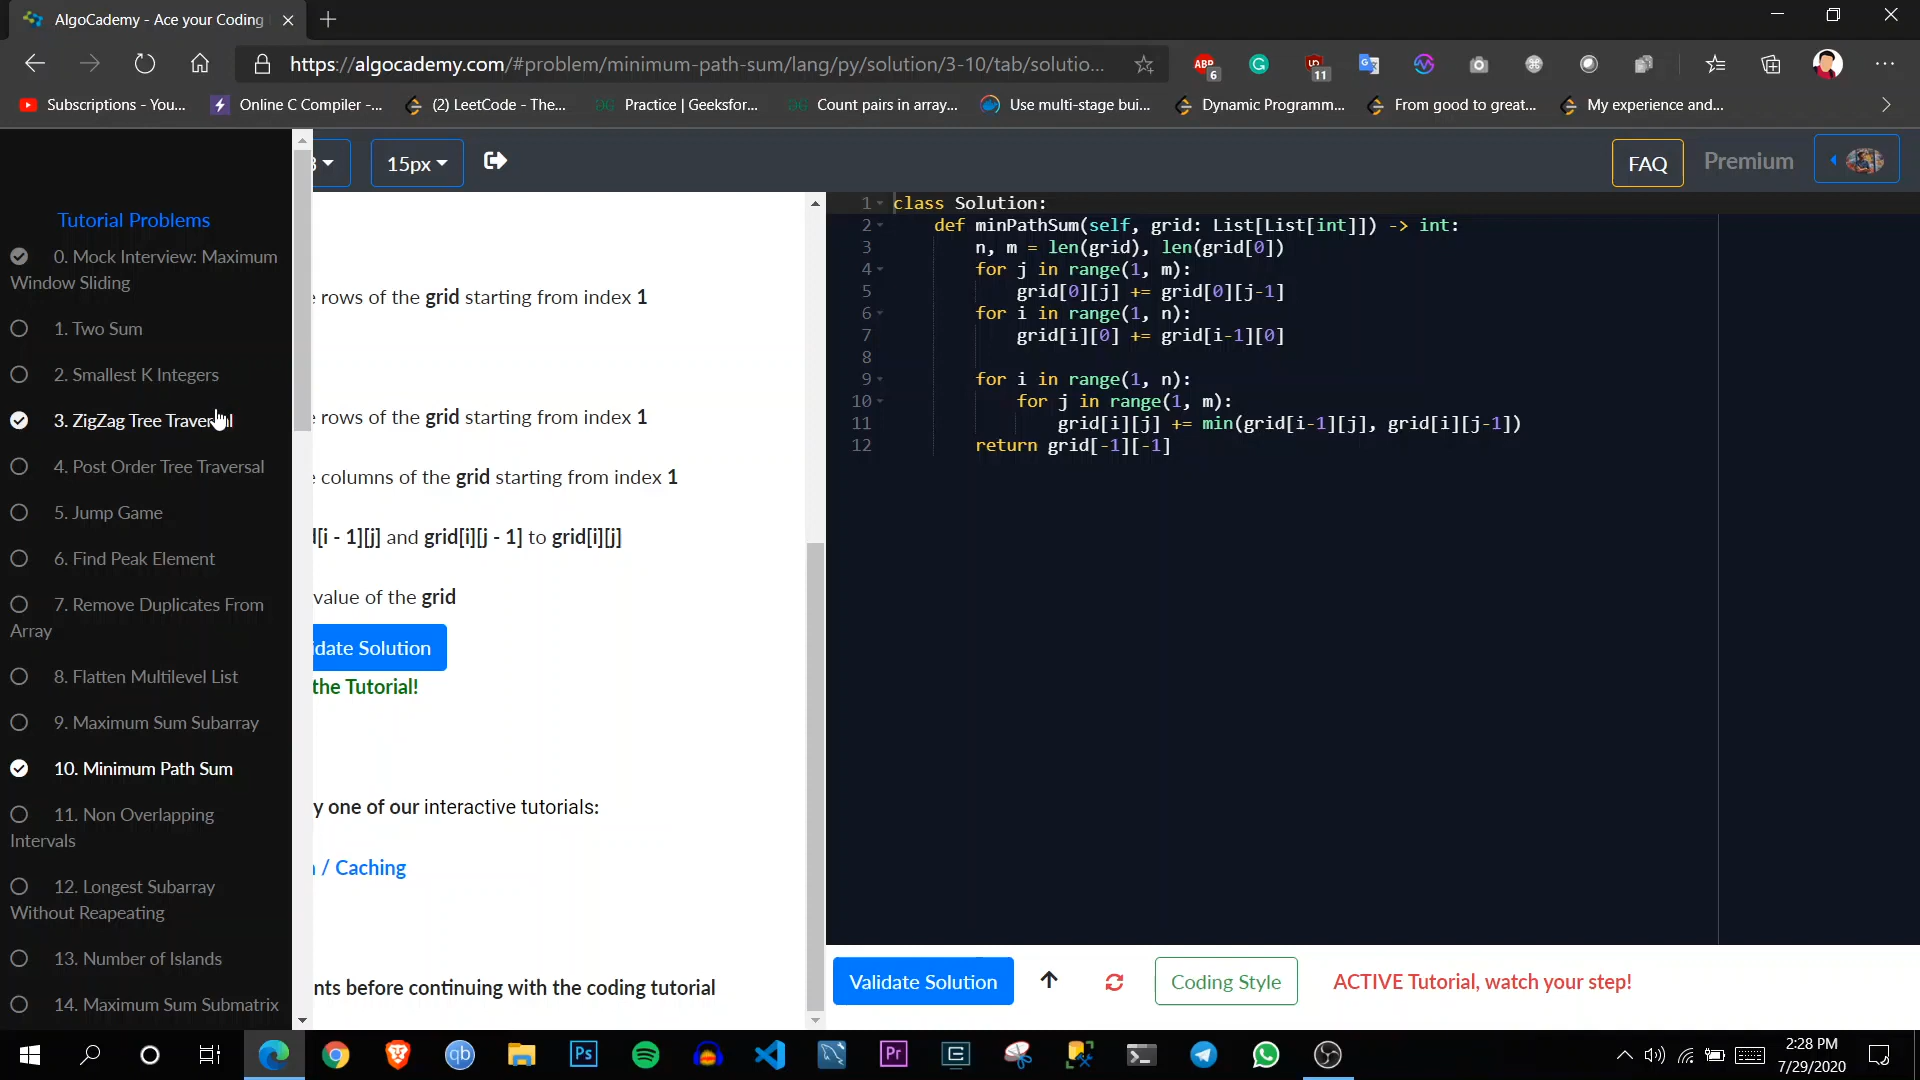 AlgoCademy - Ace your Coding
https://algocademy.com/#problem/minimum-path-sum/lang/py/solution/3-10/tab/solutio...
ABP
6
11
Subscriptions - You...
Online C Compiler -...
(2) LeetCode - The...
Practice | Geeksfor...
Count pairs in array...
Use multi-stage bui...
Dynamic Programm...
From good to great...
My experience and...
15px
FAQ
Premium
Tutorial Problems
0. Mock Interview: Maximum
Window Sliding
1. Two Sum
2. Smallest K Integers
3. ZigZag Tree Traversal
4. Post Order Tree Traversal
5. Jump Game
6. Find Peak Element
7. Remove Duplicates From
Array
8. Flatten Multilevel List
9. Maximum Sum Subarray
10. Minimum Path Sum
11. Non Overlapping
Intervals
12. Longest Subarray
Without Reapeating
13. Number of Islands
14. Maximum Sum Submatrix
rows of the grid starting from index 1
rows of the grid starting from index 1
columns of the grid starting from index 1
[i - 1][j] and grid[i][j - 1] to grid[i][j]
value of the grid
idate Solution
the Tutorial!
y one of our interactive tutorials:
/ Caching
nts before continuing with the coding tutorial
1 class Solution:
2 def minPathSum(self, grid: List[List[int]]) -> int:
3 n, m = len(grid), len(grid[0])
4 for j in range(1, m):
5 grid[0][j] += grid[0][j-1]
6 for i in range(1, n):
7 grid[i][0] += grid[i-1][0]
8
9 for i in range(1, n):
10 for j in range(1, m):
11 grid[i][j] += min(grid[i-1][j], grid[i][j-1])
12 return grid[-1][-1]
Validate Solution
Coding Style
ACTIVE Tutorial, watch your step!
qb
Ps
Pr
2:28 PM
7/29/2020